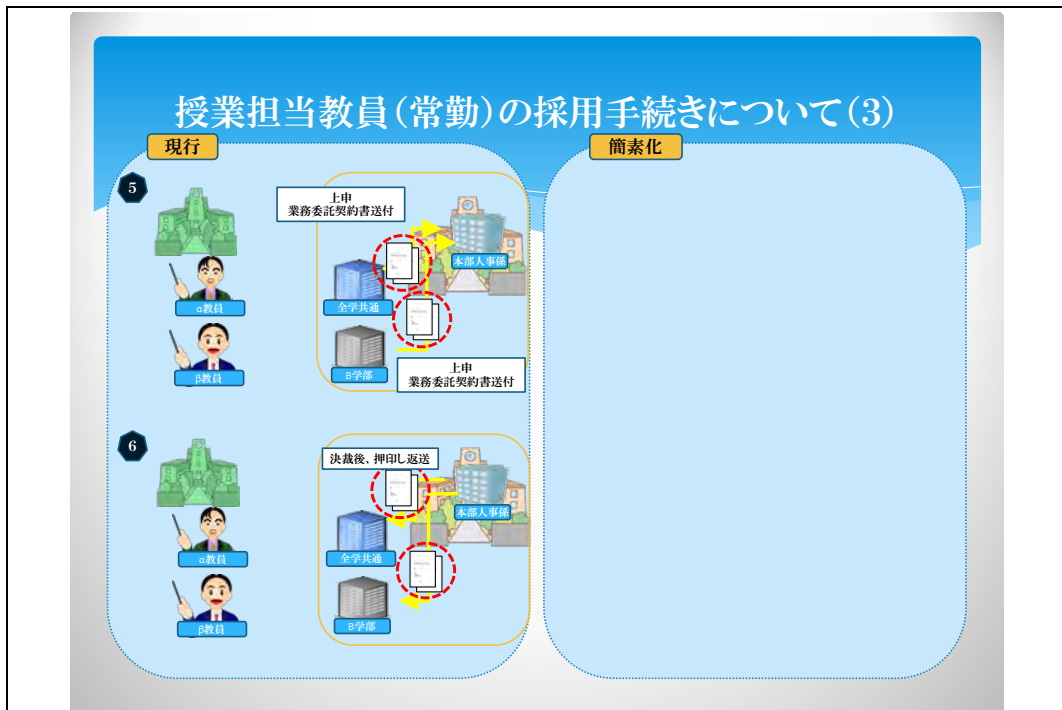 授業担当教員(常勤)の採用手続きについて(3)
現行
簡素化
5
上申
業務委託契約書送付
本部人事係
α教員
全学共通
β教員
B学部
上申
業務委託契約書送付
6
決裁後、押印し返送
本部人事係
α教員
全学共通
β教員
B学部